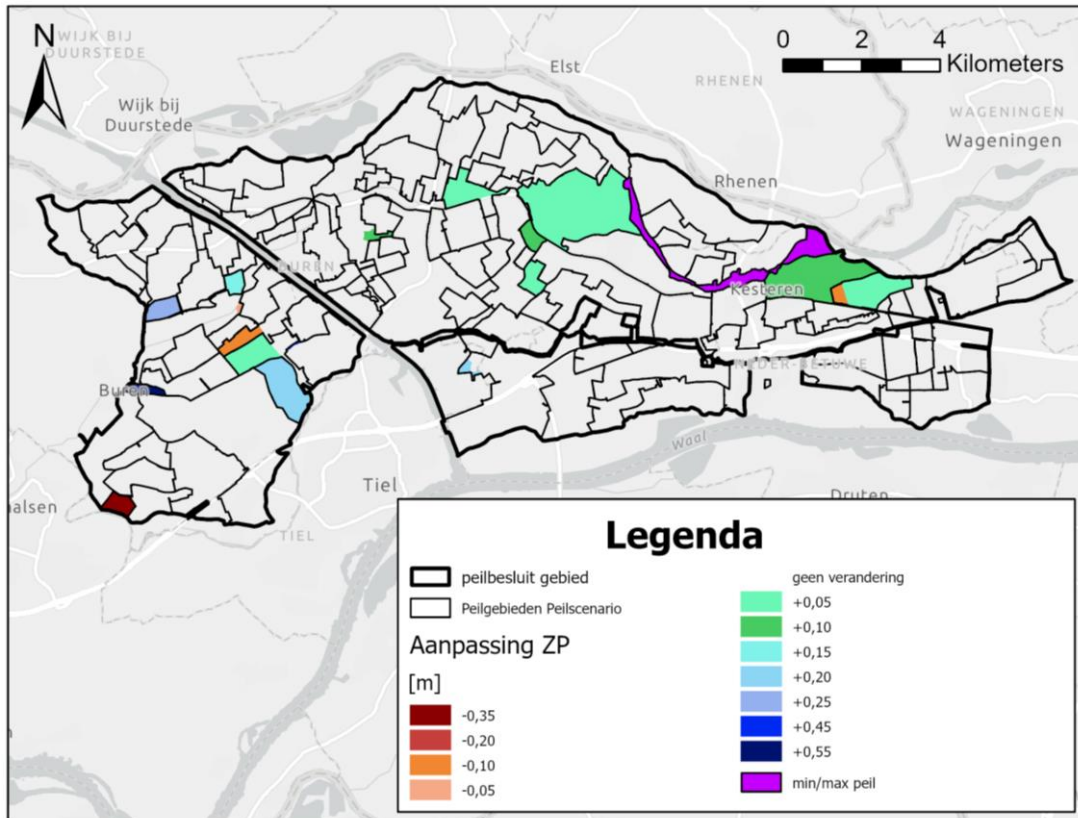 N
WIJK BIJ
DUURSTEDE
Elst
0 2 4
Kilometers
RHENEN
WAGENINGEN
Wageningen
Wijk bij
Duurstede
Rhenen
BUREN
Kesteren
NEDER-BETUWE
Buren
Waal
Tiel
Druten
alsen
TIEL
Legenda
peilbesluit gebied
Peilgebieden Peilscenario
Aanpassing ZP
[m]
-0,35
-0,20
-0,10
-0,05
geen verandering
+0,05
+0,10
+0,15
+0,20
+0,25
+0,45
+0,55
min/max peil